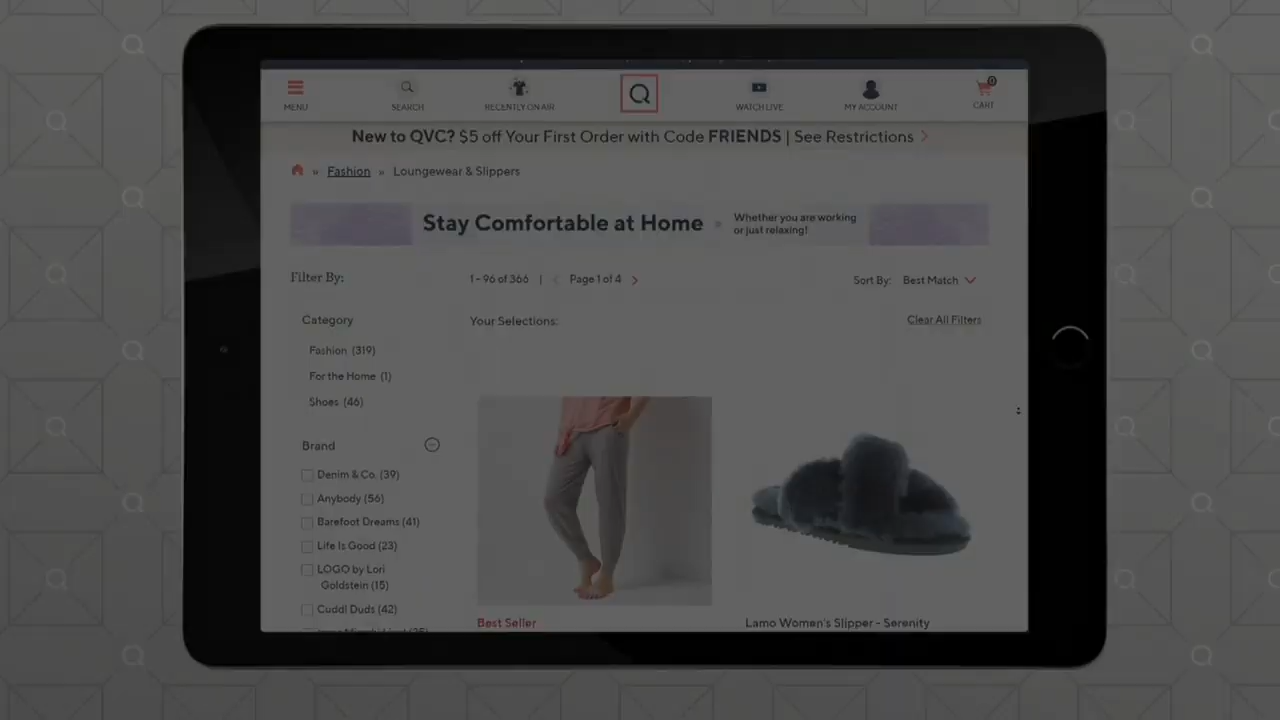 MENU
SEARCH
RECENTLY ON AIR
Q
WATCH LIVE
MY ACCOUNT
0
CART
New to QVC? $5 off Your First Order with Code FRIENDS | See Restrictions
» Fashion » Loungewear & Slippers
Stay Comfortable at Home
Whether you are working
or just relaxing!
Filter By:
1 - 96 of 366 | Page 1 of 4
Sort By: Best Match
Category
Your Selections:
Clear All Filters
Fashion (319)
For the Home (1)
Shoes (46)
Brand
Denim & Co. (39)
Anybody (56)
Barefoot Dreams (41)
Life Is Good (23)
LOGO by Lori
Goldstein (15)
Cuddl Duds (42)
Best Seller
Lamo Women's Slipper - Serenity